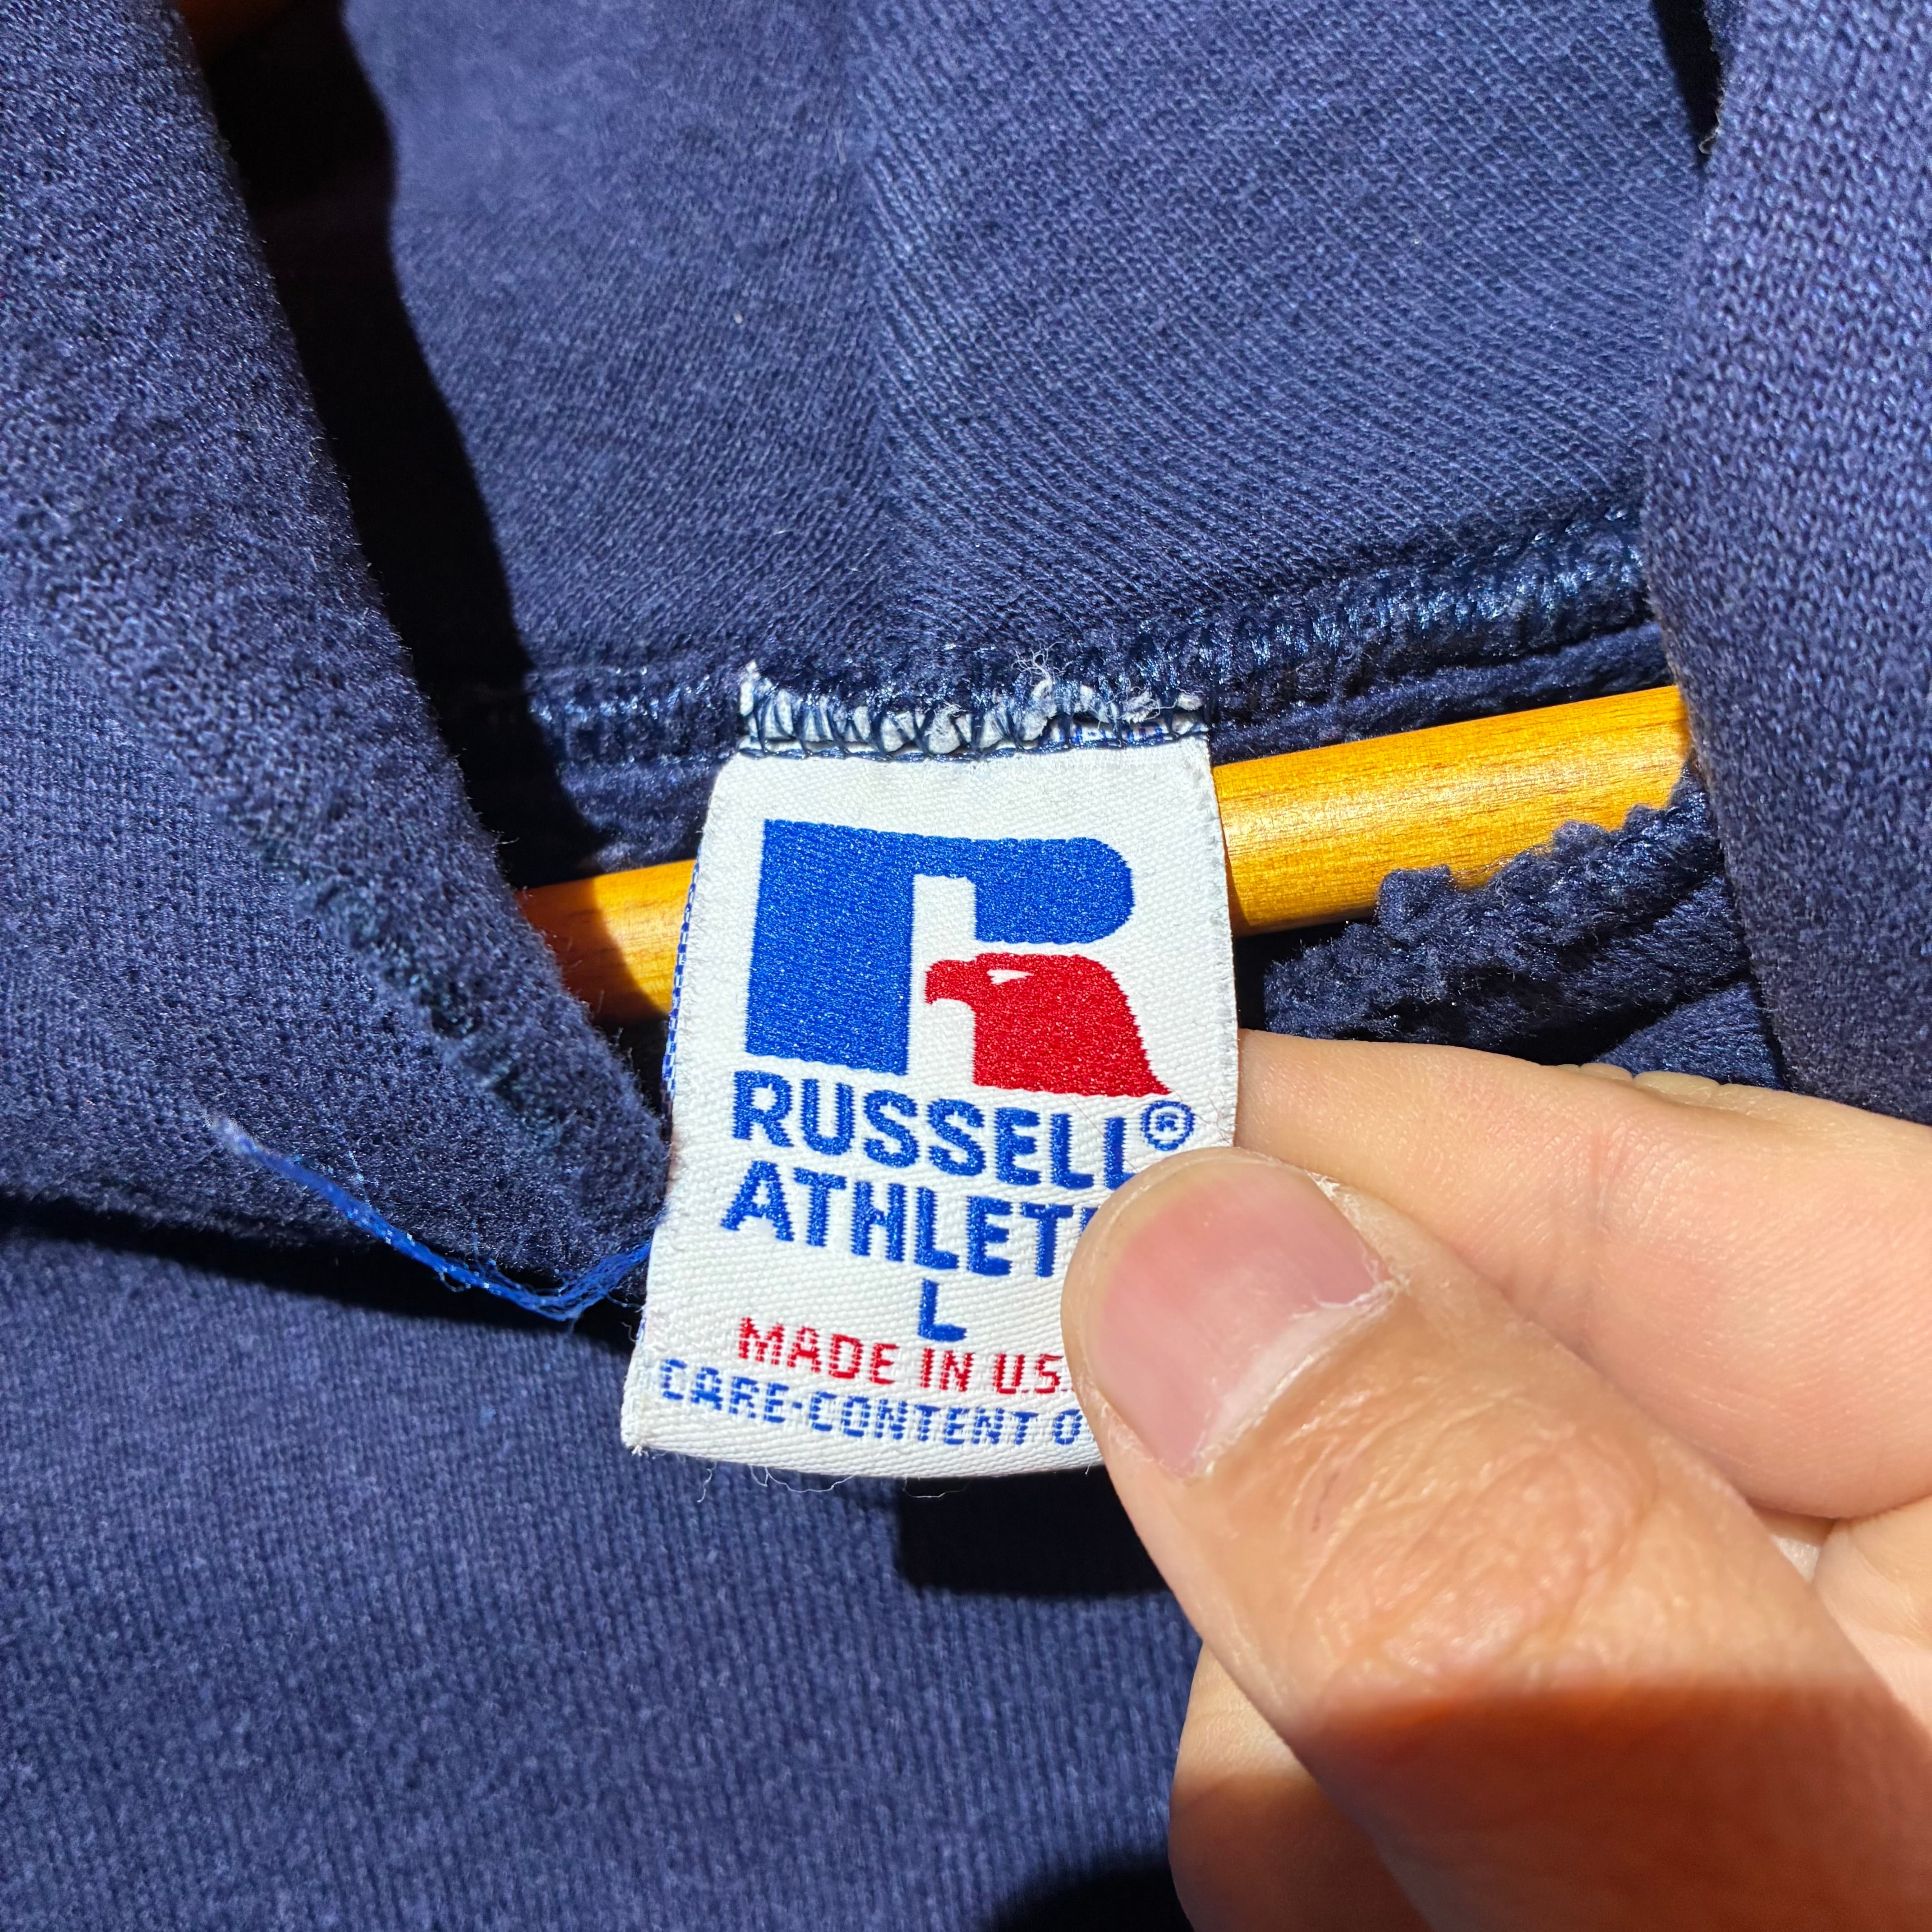 RUSSELL®
ATHLET
L
MADE IN U.S.
CARE-CONTENT O